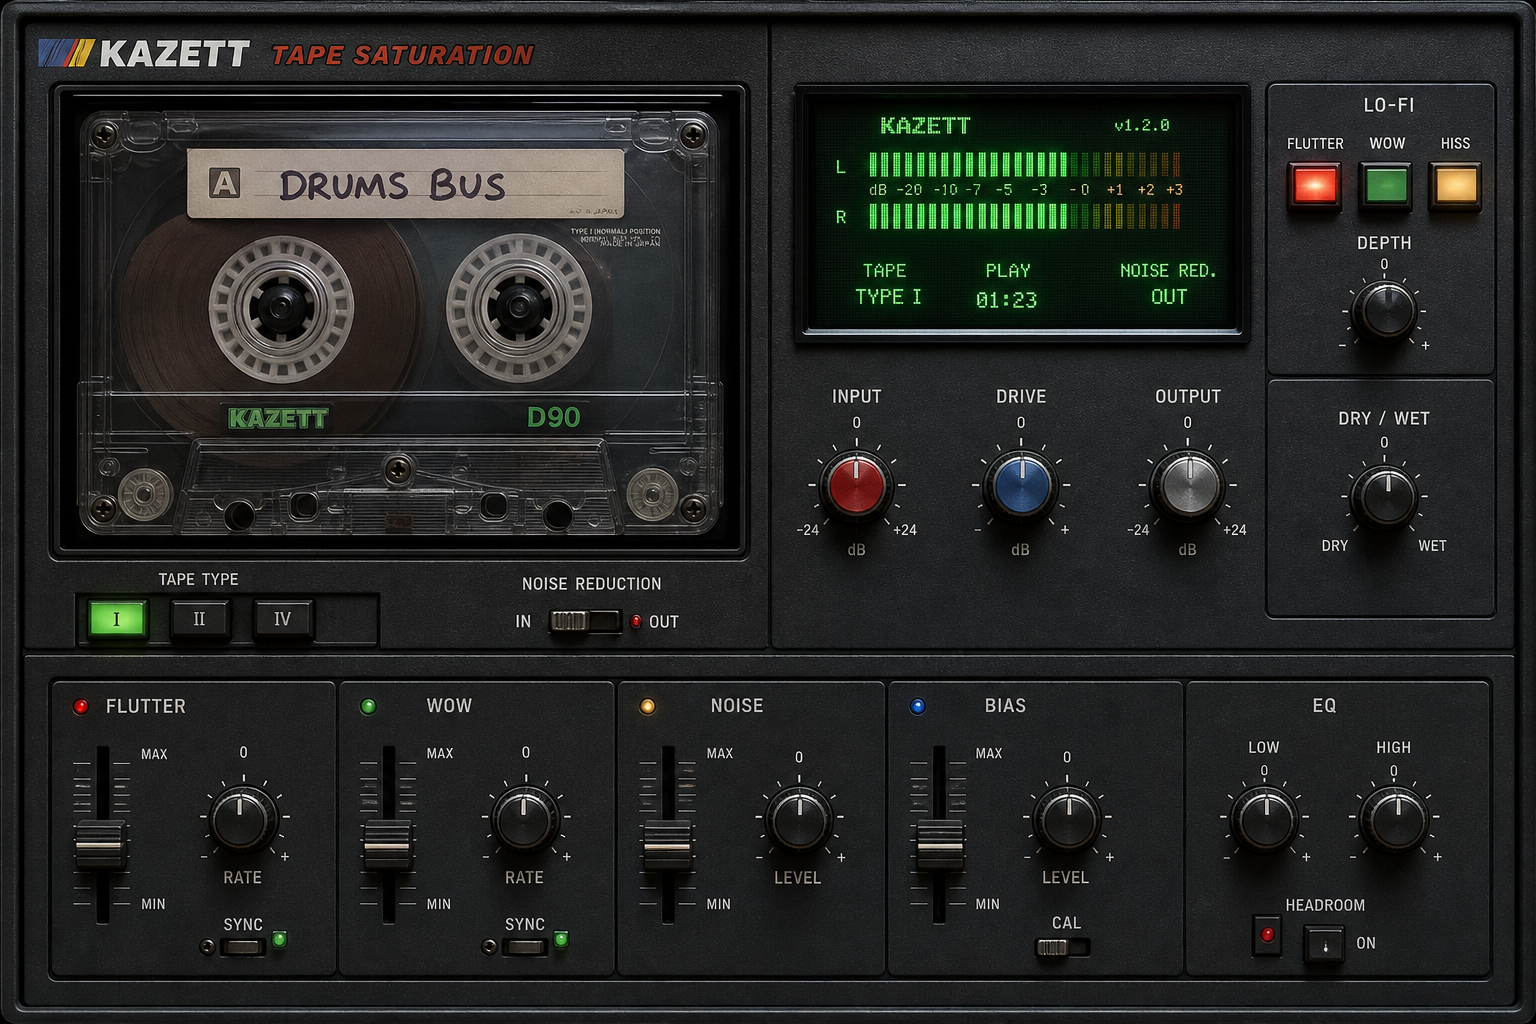 KAZETT TAPE SATURATION
A DRUMS BUS
TYPE I (NORMAL) POSITION
KAZETT D90
TAPE TYPE
I II IV
NOISE REDUCTION
IN OUT
KAZETT v1.2.0
L
dB -20 -10 -7 -5 -3 -0 +1 +2 +3
R
TAPE PLAY NOISE RED.
TYPE I 01:23 OUT
INPUT
0
-24 +24
dB
DRIVE
0
- +
dB
OUTPUT
0
-24 +24
dB
LO-FI
FLUTTER WOW HISS
DEPTH
0
- +
DRY / WET
0
DRY WET
FLUTTER
MAX
MIN
0
- +
RATE
SYNC
WOW
MAX
MIN
0
- +
RATE
SYNC
NOISE
MAX
MIN
0
- +
LEVEL
BIAS
MAX
MIN
0
- +
LEVEL
CAL
EQ
LOW HIGH
0 0
- + - +
HEADROOM
ON